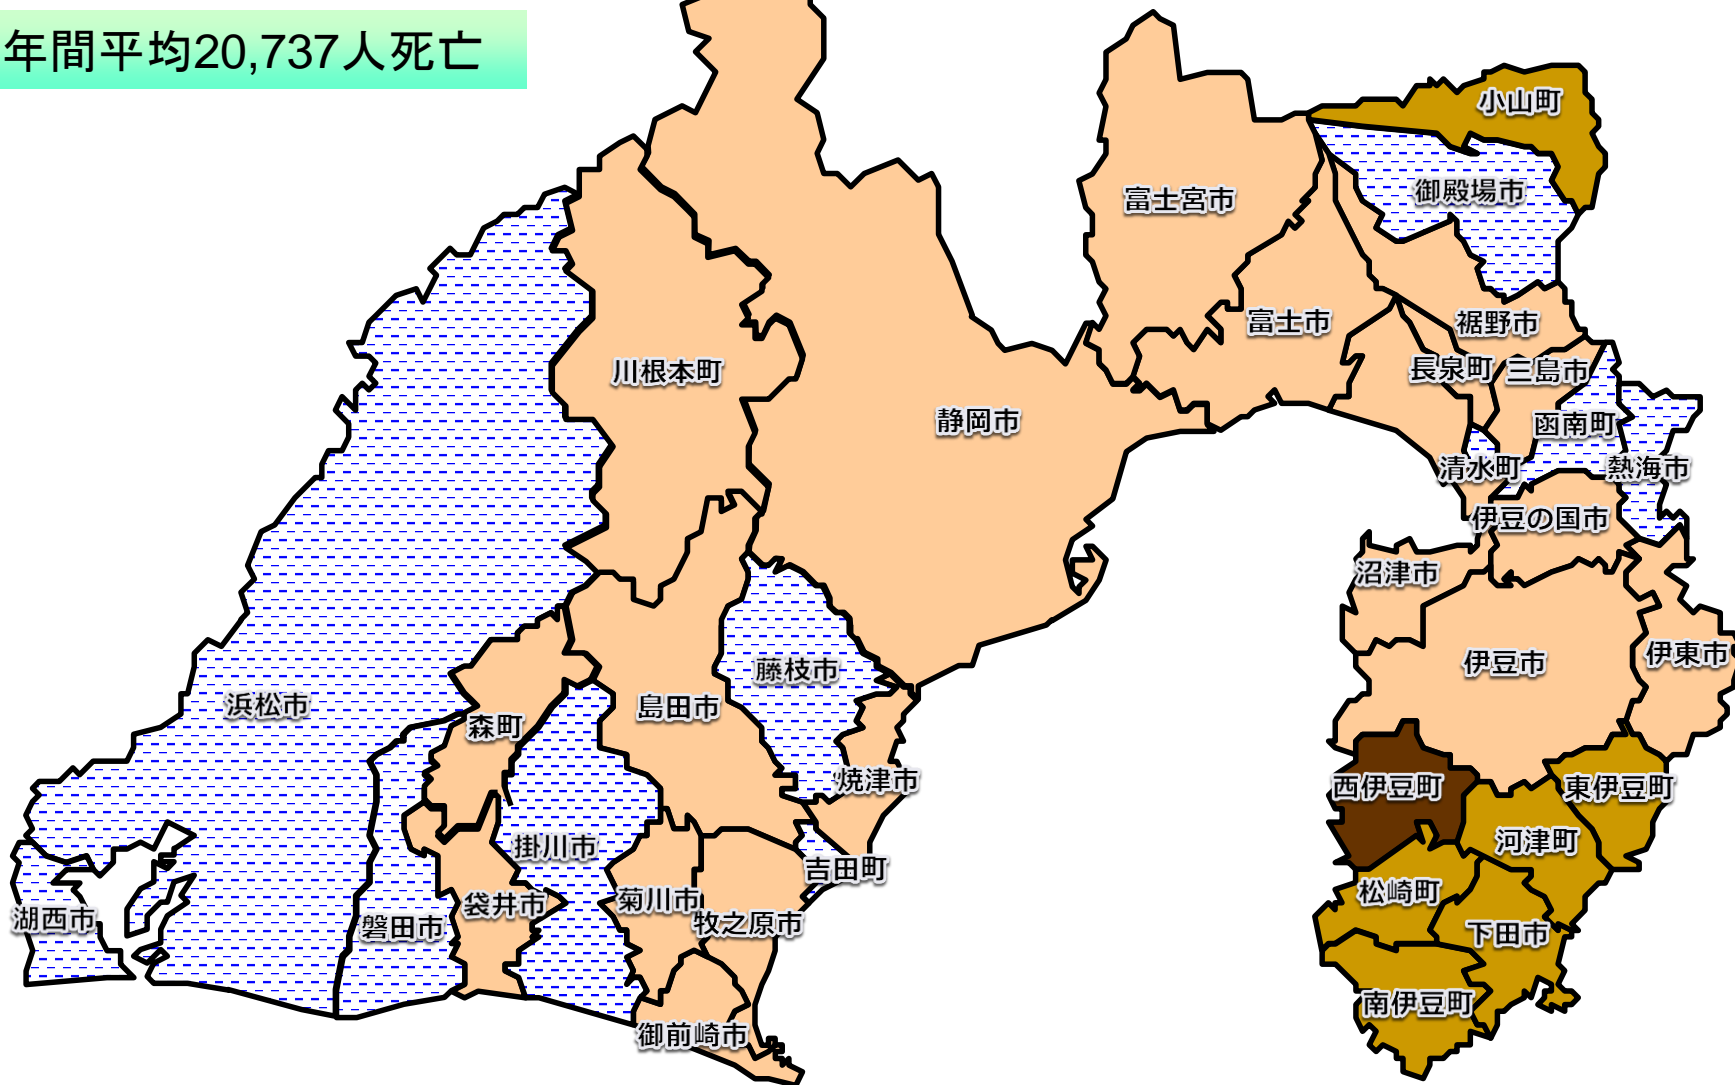 年間平均20,737人死亡
小山町
御殿場市
富士宮市
富士市
裾野市
川根本町
長泉町
三島市
静岡市
函南町
清水町
熱海市
伊豆の国市
沼津市
伊豆市
伊東市
藤枝市
浜松市
島田市
森町
焼津市
西伊豆町
東伊豆町
河津町
掛川市
吉田町
松崎町
菊川市
袋井市
湖西市
磐田市
牧之原市
下田市
南伊豆町
御前崎市